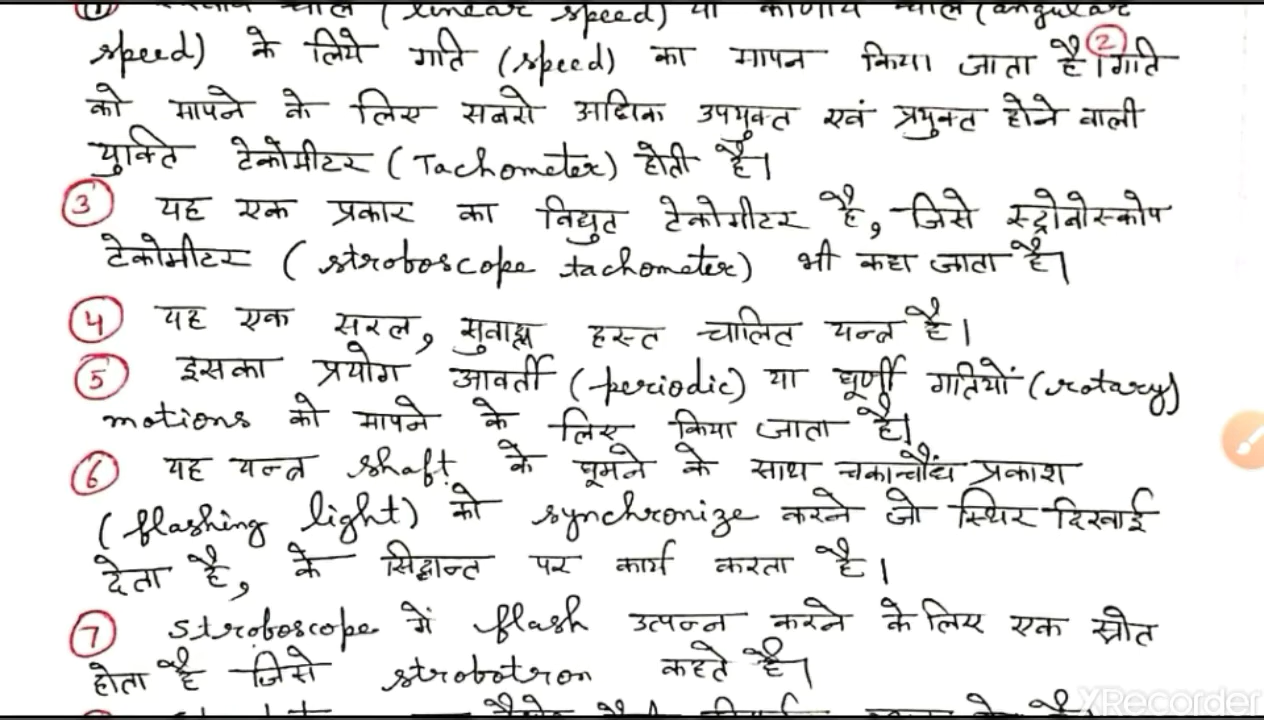 ① चाल (linear speed) या कोणीय चाल (angular
speed) के लिये गति (speed) का मापन किया जाता है। ② गति
को मापने के लिए सबसे अधिक उपयुक्त एवं प्रयुक्त होने वाली
युक्ति टेकोमीटर (Tachometer) होती है।
③ यह एक प्रकार का विद्युत टेकोमीटर है, जिसे स्ट्रोबोस्कोप
टेकोमीटर (stroboscope tachometer) भी कहा जाता है।
④ यह एक सरल, सुवाह्य हस्त चालित यन्त्र है।
⑤ इसका प्रयोग आवर्ती (periodic) या घूर्णी गतियों (rotary)
motions को मापने के लिए किया जाता है।
⑥ यह यन्त्र shaft के घूमने के साथ चकाचौंध प्रकाश
(flashing light) को synchronize करने जो स्थिर दिखाई
देता है, के सिद्धान्त पर कार्य करता है।
⑦ stroboscope में flash उत्पन्न करने के लिए एक स्रोत
होता है जिसे strobotron कहते है।
XRecorder